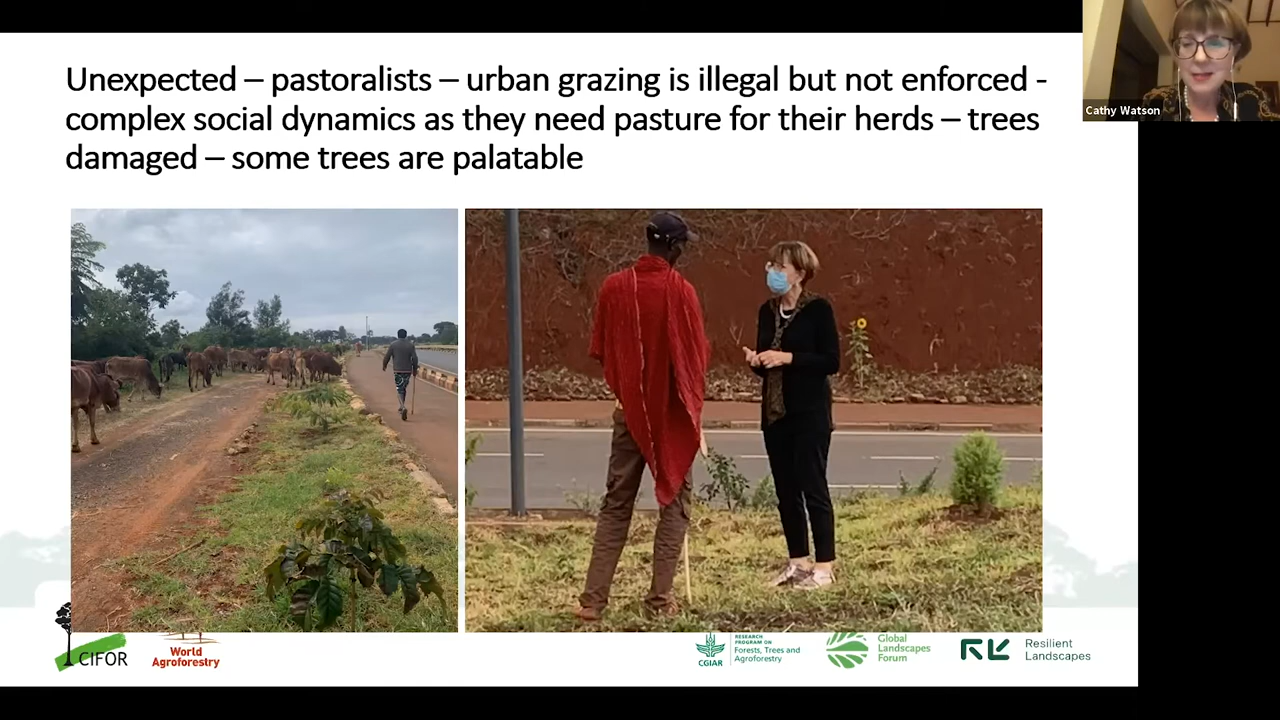 Unexpected – pastoralists – urban grazing is illegal but not enforced -
complex social dynamics as they need pasture for their herds – trees
damaged – some trees are palatable
Cathy Watson
CIFOR
World
Agroforestry
CGIAR
RESEARCH
PROGRAM ON
Forests, Trees and
Agroforestry
Global
Landscapes
Forum
Resilient
Landscapes